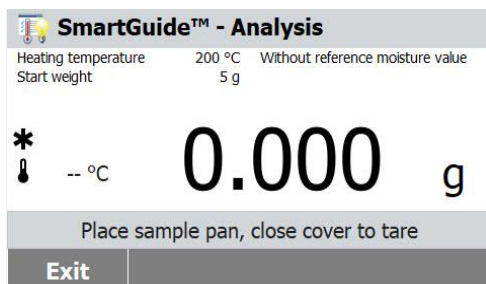 SmartGuide™ - Analysis
Heating temperature 200 °C Without reference moisture value
Start weight 5 g
-- °C 0.000 g
Place sample pan, close cover to tare
Exit